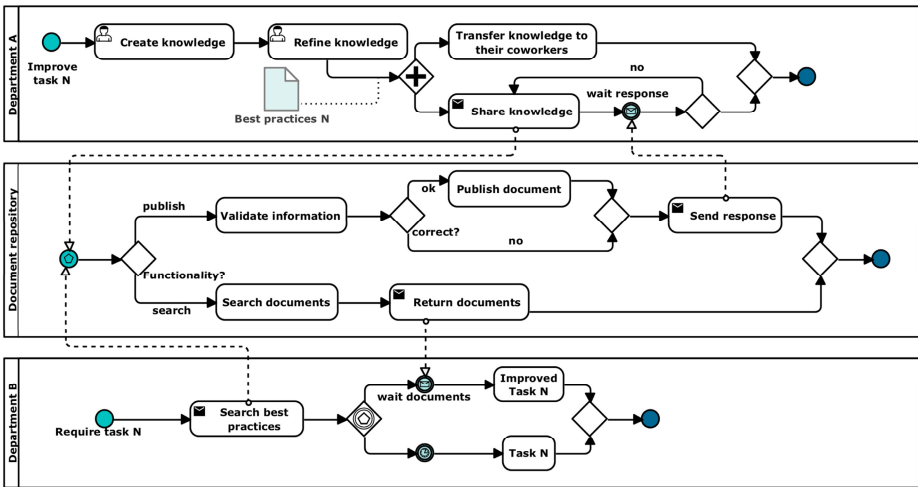 Department A
Improve
task N
Create knowledge
Refine knowledge
Best practices N
Transfer knowledge to
their coworkers
no
wait response
Share knowledge
Document repository
publish
Functionality?
search
Validate information
ok
correct?
no
Publish document
Send response
Search documents
Return documents
Department B
Require task N
Search best
practices
wait documents
Improved
Task N
Task N